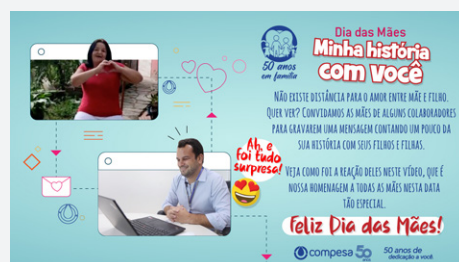 Dia das Mães
Minha história
com você
50 anos
em família
Não existe distância para o amor entre mãe e filho.
Quer ver? Convidamos as mães de alguns colaboradores
para gravarem uma mensagem contando um pouco da
sua história com seus filhos e filhas.
Ah, e
foi tudo
surpresa!
Veja como foi a reação deles neste vídeo, que é
nossa homenagem a todas as mães nesta data
tão especial.
Feliz Dia das Mães!
compesa 50
50 anos de
dedicação a você.